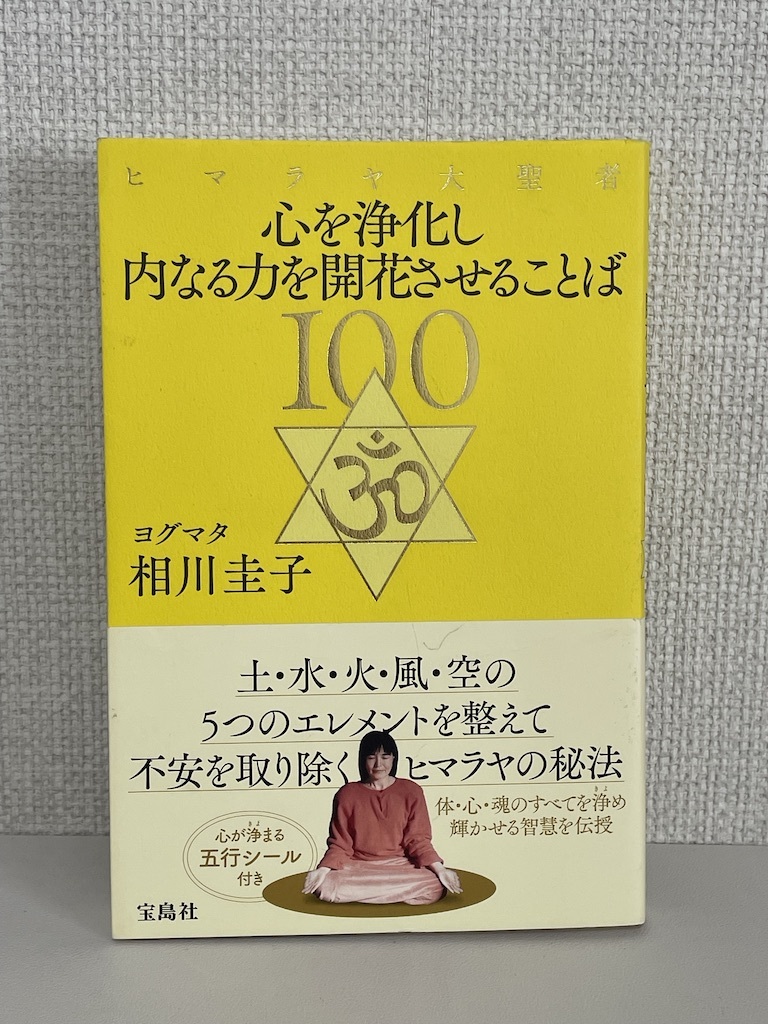 ヒマラヤ大聖者
心を浄化し
内なる力を開花させることば
100
ॐ
ヨグマタ
相川圭子
土・水・火・風・空の
5つのエレメントを整えて
不安を取り除くヒマラヤの秘法
体・心・魂のすべてを浄め
輝かせる智慧を伝授
心が浄まる
五行シール
付き
宝島社